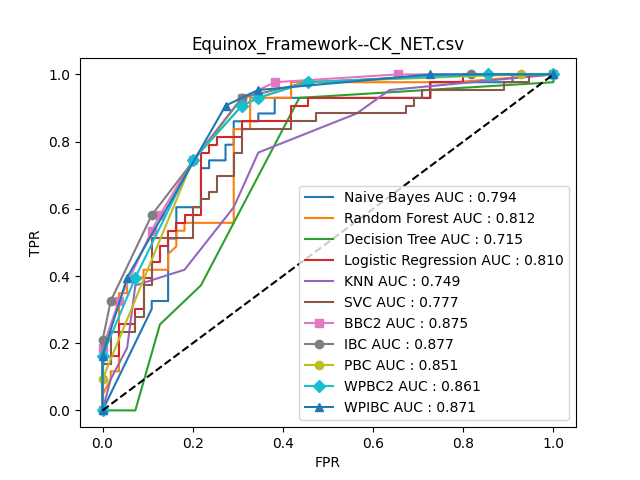 Equinox_Framework--CK_NET.csv
1.0
0.8
0.6
0.4
0.2
0.0
TPR
Naive Bayes AUC : 0.794
Random Forest AUC : 0.812
Decision Tree AUC : 0.715
Logistic Regression AUC : 0.810
KNN AUC : 0.749
SVC AUC : 0.777
BBC2 AUC : 0.875
IBC AUC : 0.877
PBC AUC : 0.851
WPBC2 AUC : 0.861
WPIBC AUC : 0.871
0.0 0.2 0.4 0.6 0.8 1.0
FPR